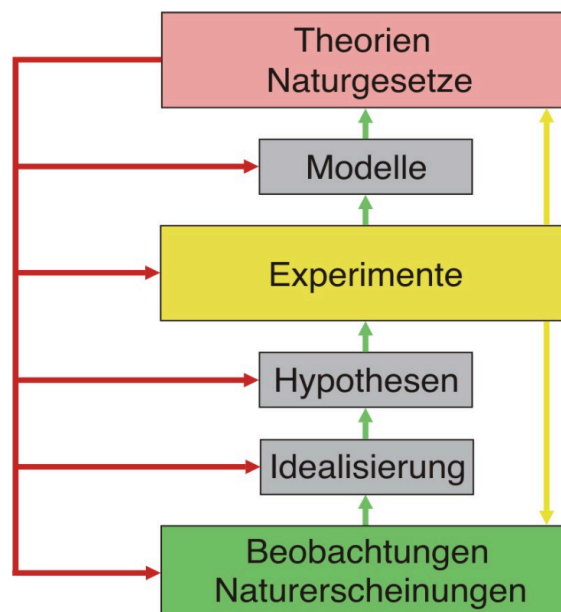 Theorien
Naturgesetze
Modelle
Experimente
Hypothesen
Idealisierung
Beobachtungen
Naturerscheinungen